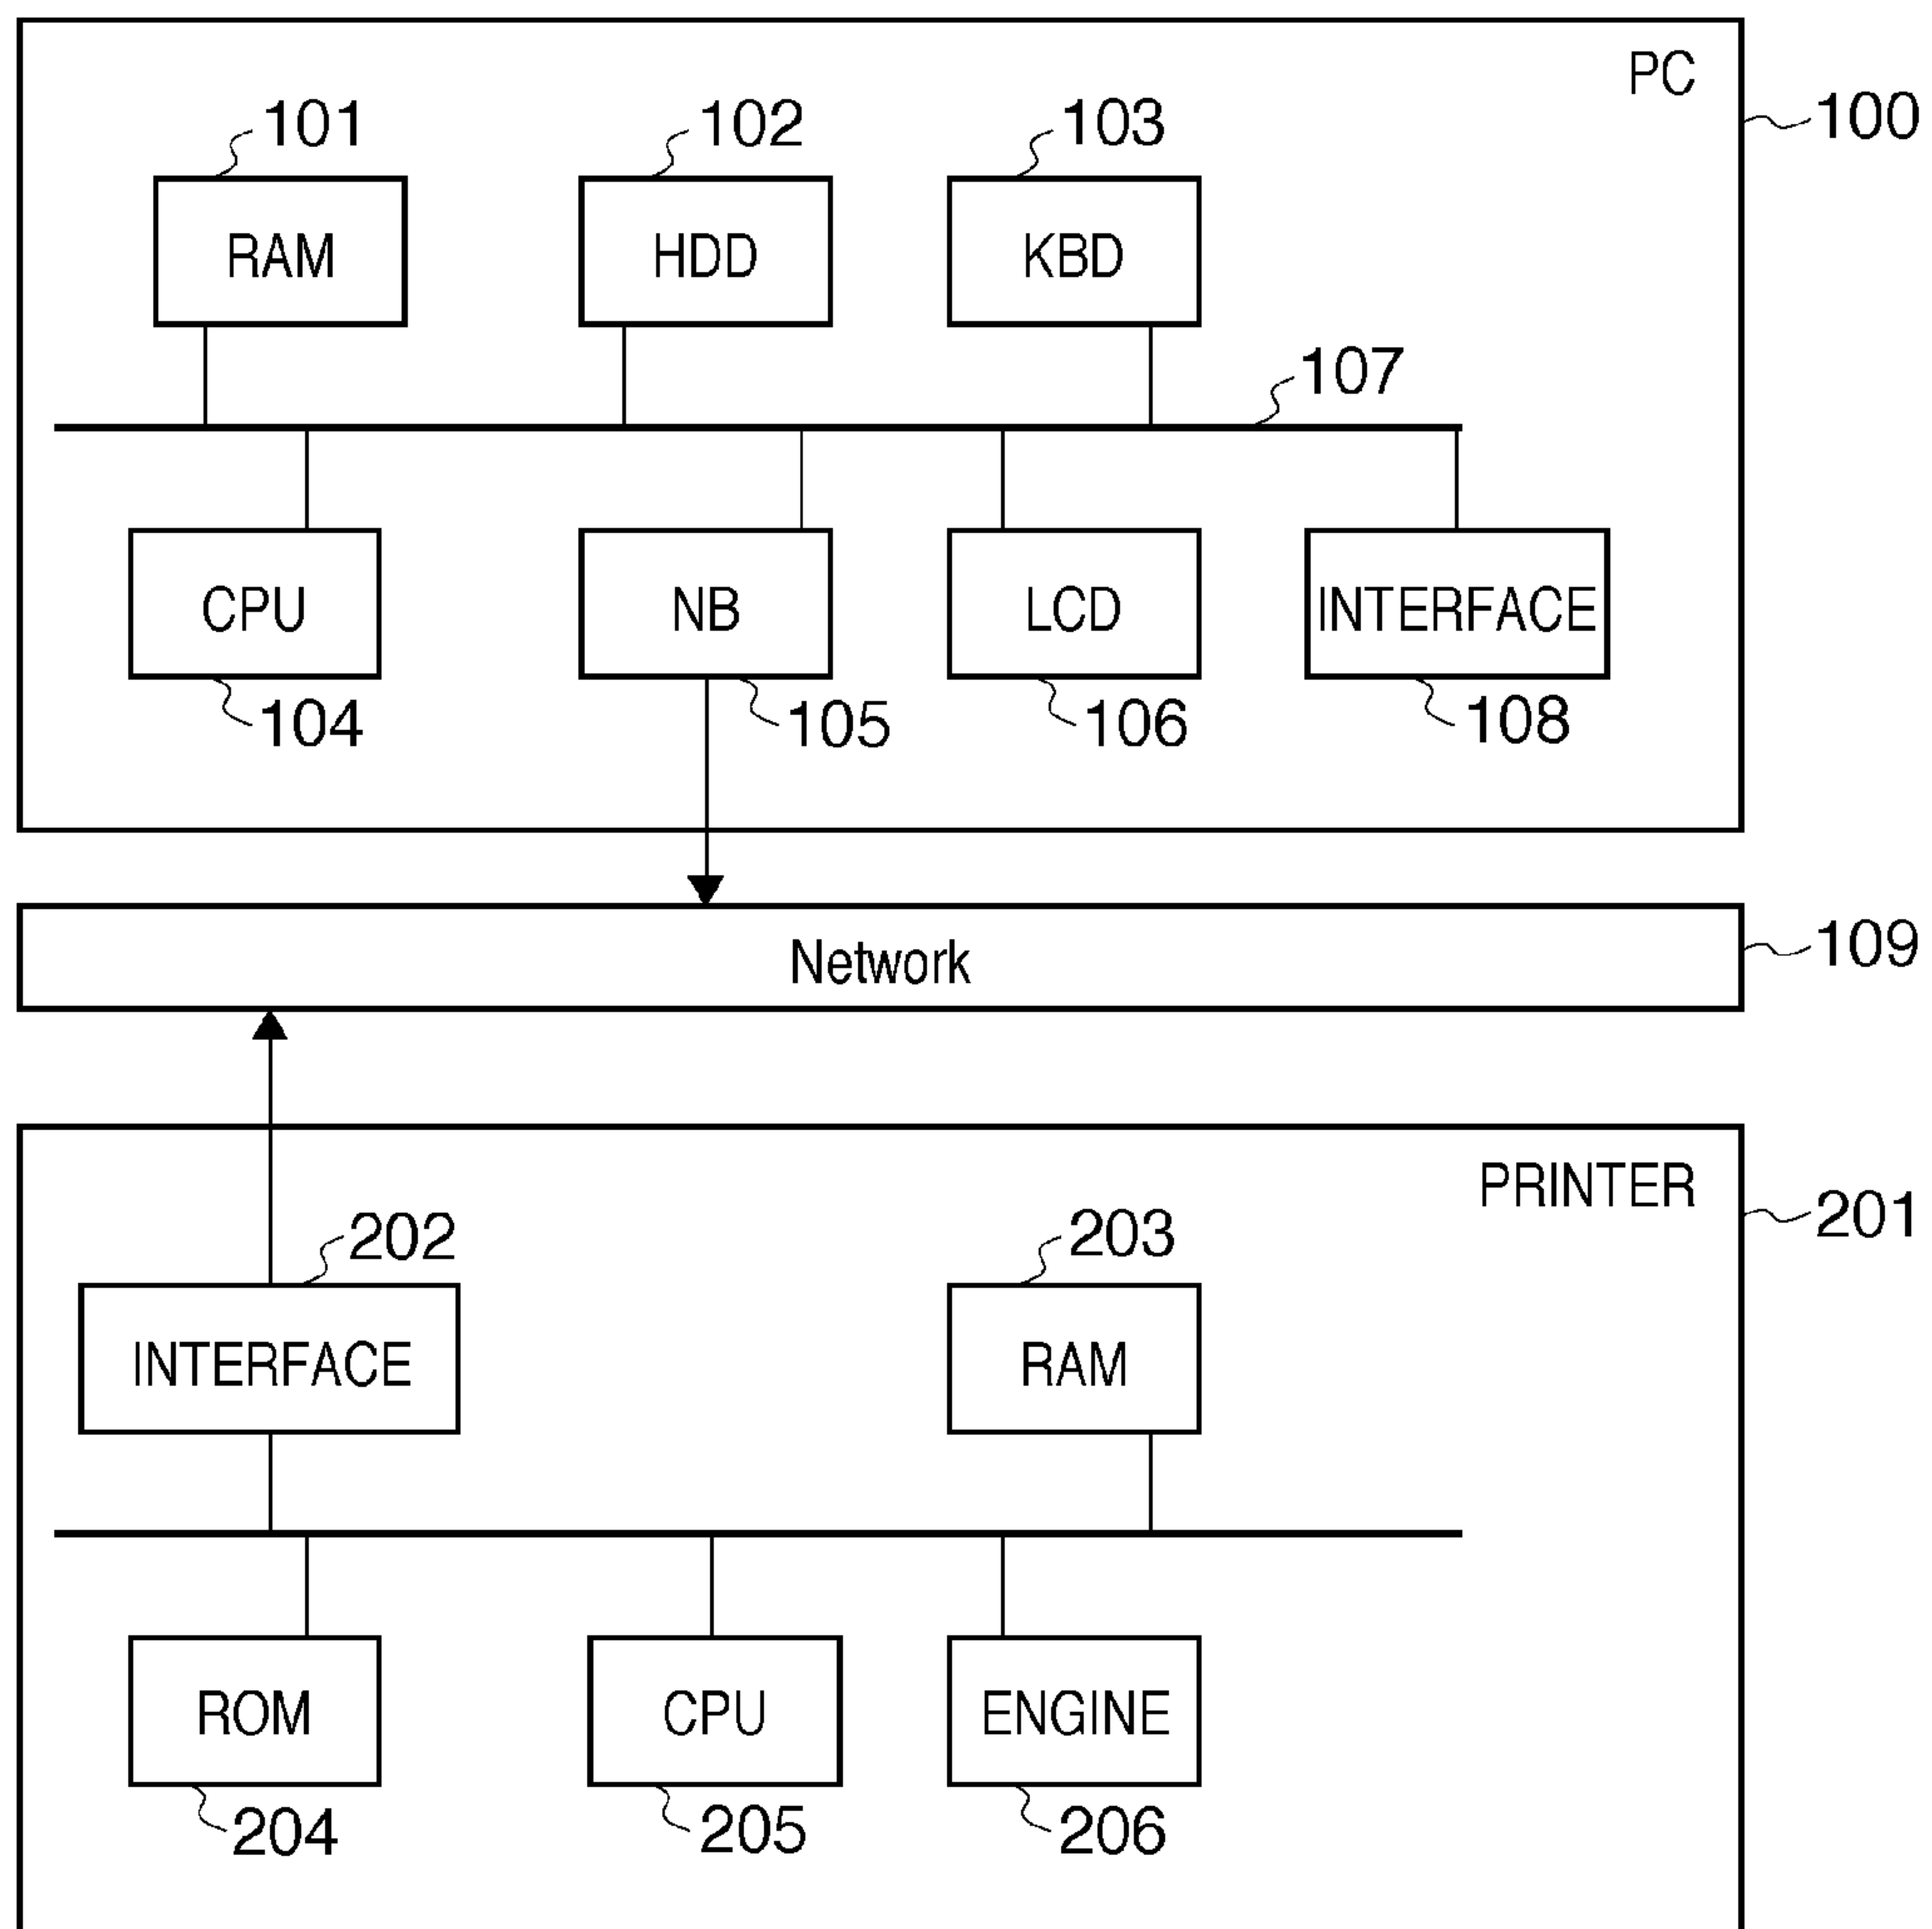 PC
100
101
102
103
RAM
HDD
KBD
107
CPU
NB
LCD
INTERFACE
104
105
106
108
Network
109
PRINTER
201
202
203
INTERFACE
RAM
ROM
CPU
ENGINE
204
205
206